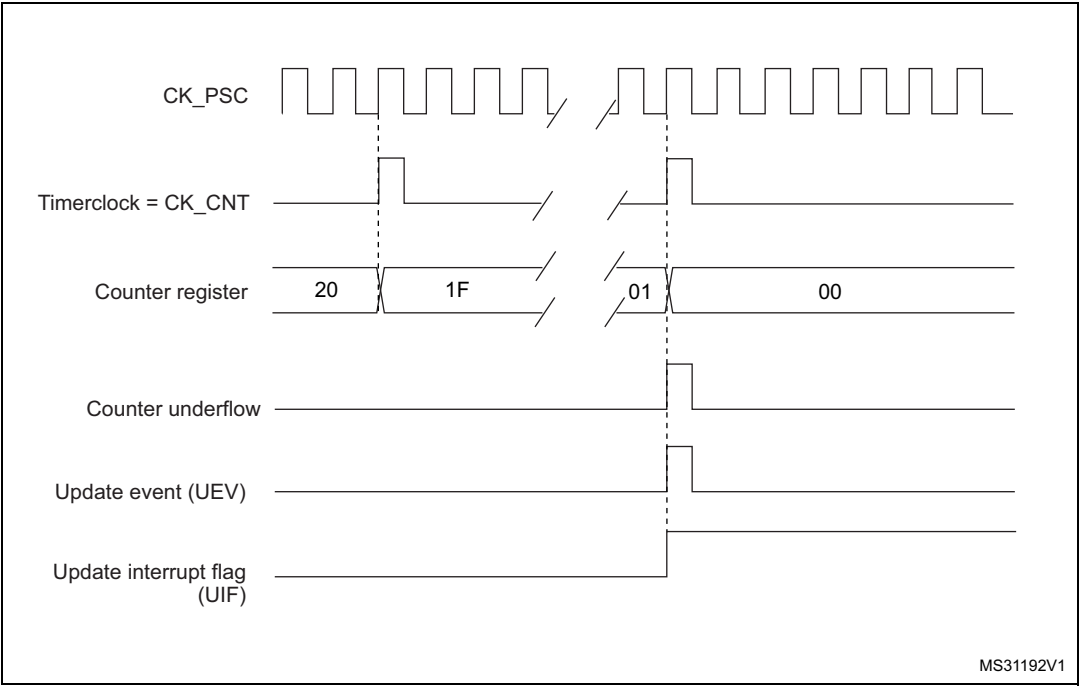 CK_PSC
Timerclock = CK_CNT
Counter register
20
1F
01
00
Counter underflow
Update event (UEV)
Update interrupt flag
(UIF)
MS31192V1